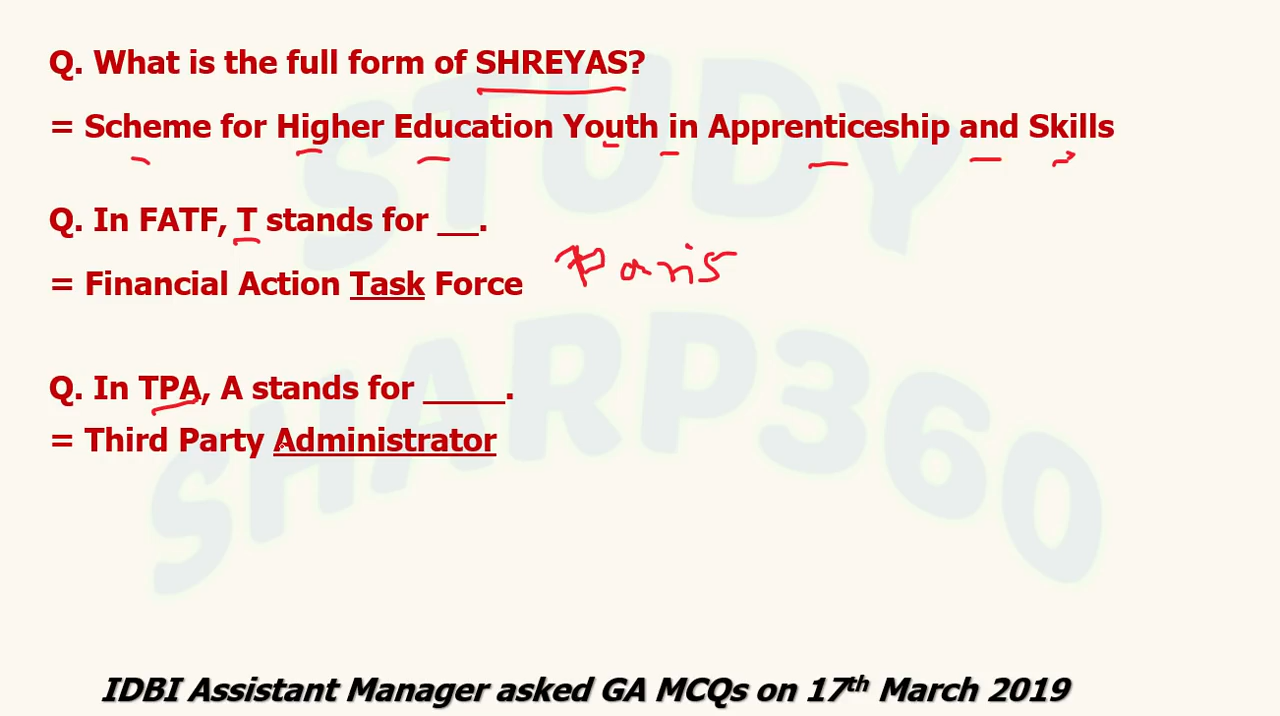 Q. What is the full form of SHREYAS?
= Scheme for Higher Education Youth in Apprenticeship and Skills
Q. In FATF, T stands for ___.
= Financial Action Task Force
Paris
Q. In TPA, A stands for _____.
= Third Party Administrator
STUDY
SHARP360
IDBI Assistant Manager asked GA MCQs on 17th March 2019